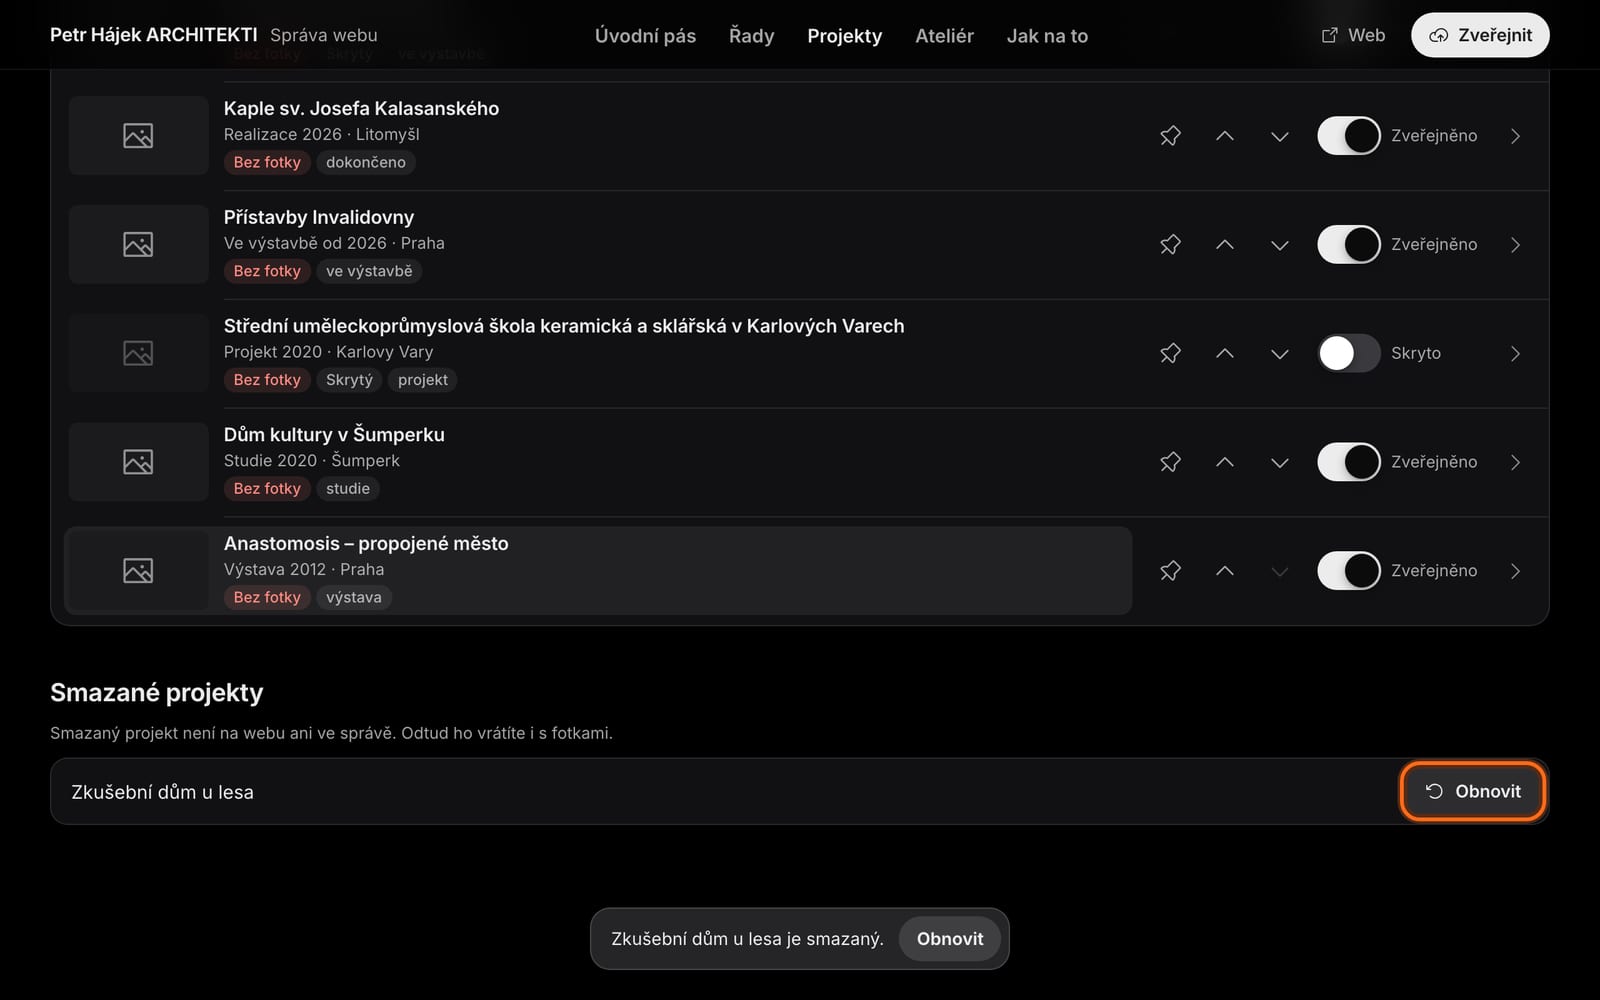 Petr Hájek ARCHITEKTI Správa webu Úvodní pás Řady Projekty Ateliér Jak na to Web Zveřejnit
Bez fotky Skrytý ve výstavbě
Kaple sv. Josefa Kalasanského
Realizace 2026 · Litomyšl
Bez fotky dokončeno
Zveřejněno
Přístavby Invalidovny
Ve výstavbě od 2026 · Praha
Bez fotky ve výstavbě
Zveřejněno
Střední uměleckoprůmyslová škola keramická a sklářská v Karlových Varech
Projekt 2020 · Karlovy Vary
Bez fotky Skrytý projekt
Skryto
Dům kultury v Šumperku
Studie 2020 · Šumperk
Bez fotky studie
Zveřejněno
Anastomosis – propojené město
Výstava 2012 · Praha
Bez fotky výstava
Zveřejněno
Smazané projekty
Smazaný projekt není na webu ani ve správě. Odtud ho vrátíte i s fotkami.
Zkušební dům u lesa Obnovit
Zkušební dům u lesa je smazaný. Obnovit